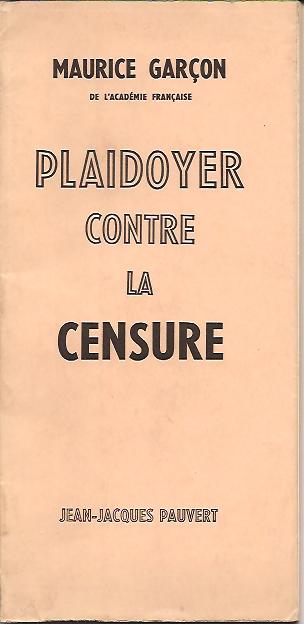 MAURICE GARÇON
DE L'ACADÉMIE FRANÇAISE
PLAIDOYER
CONTRE
LA
CENSURE
JEAN-JACQUES PAUVERT